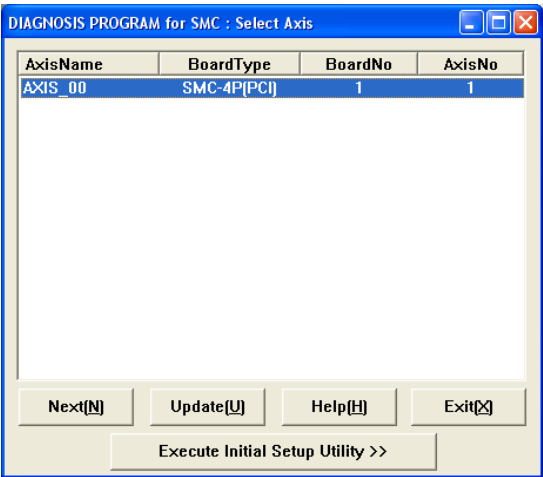 DIAGNOSIS PROGRAM for SMC : Select Axis
AxisName BoardType BoardNo AxisNo
AXIS_00 SMC-4P(PCI) 1 1
Next(N) Update(U) Help(H) Exit(X)
Execute Initial Setup Utility >>